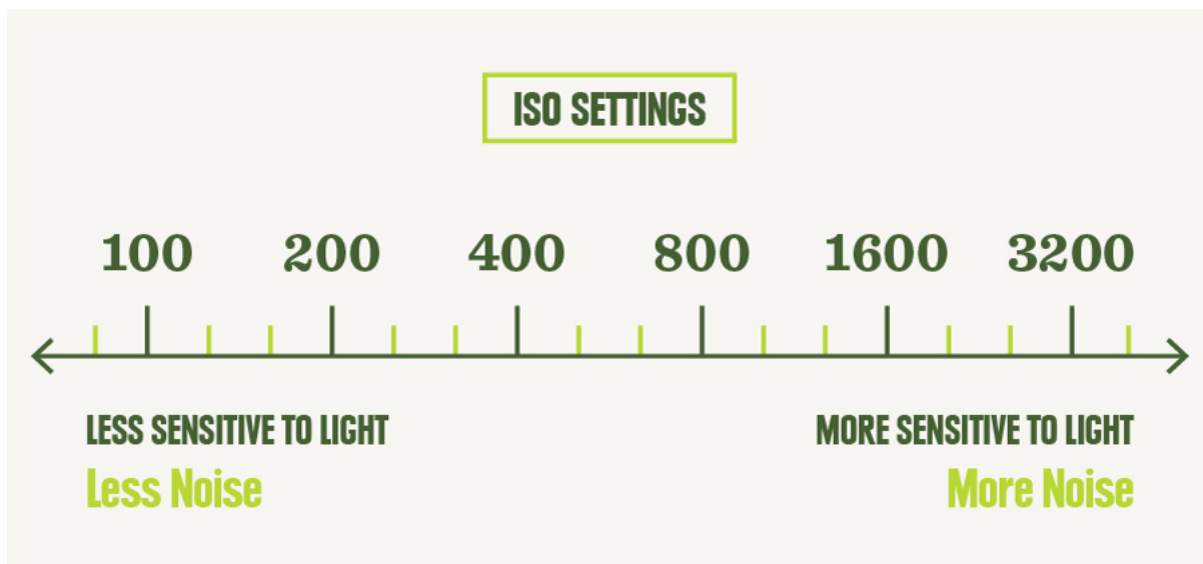 ISO SETTINGS
100 200 400 800 1600 3200
LESS SENSITIVE TO LIGHT MORE SENSITIVE TO LIGHT
Less Noise More Noise